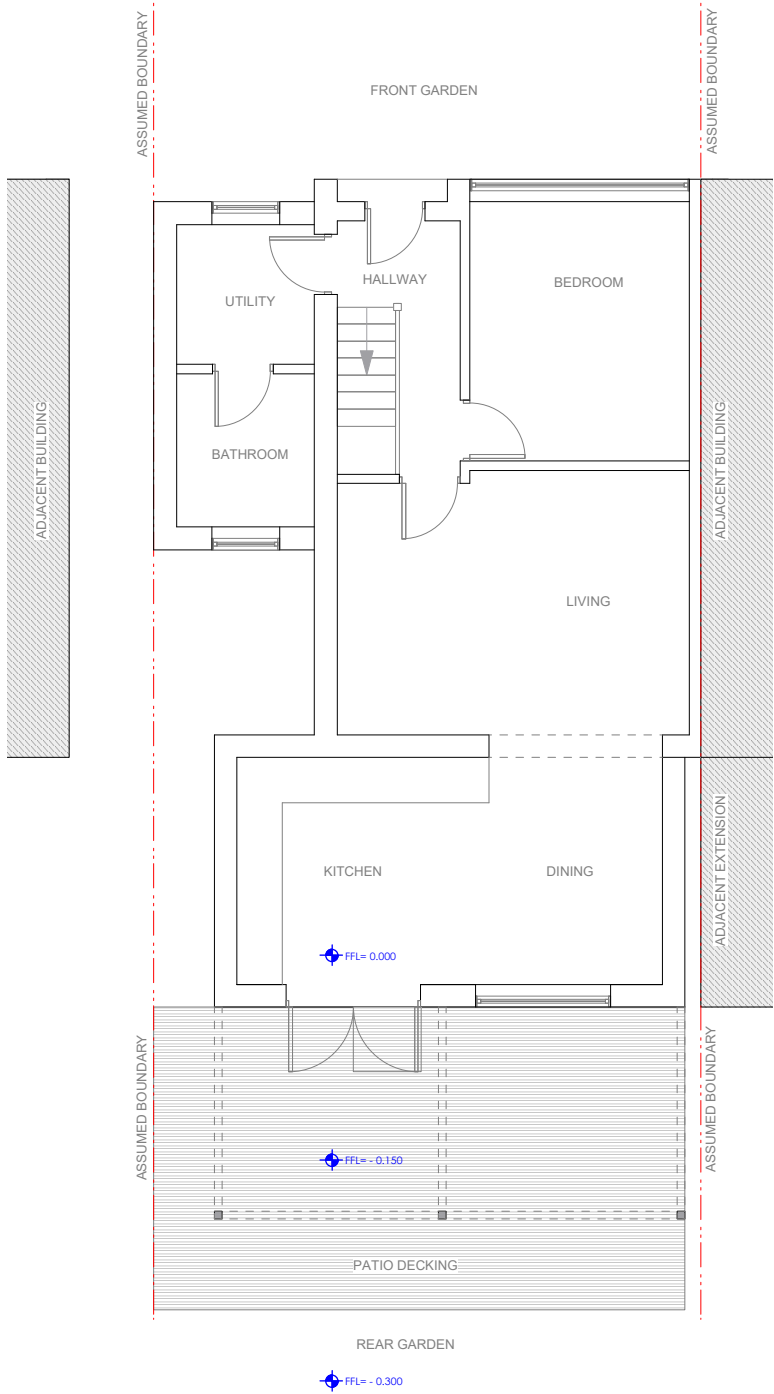 ASSUMED BOUNDARY
ASSUMED BOUNDARY
FRONT GARDEN
HALLWAY
BEDROOM
UTILITY
BATHROOM
ADJACENT BUILDING
ADJACENT BUILDING
LIVING
KITCHEN
DINING
ADJACENT EXTENSION
FFL= 0.000
ASSUMED BOUNDARY
ASSUMED BOUNDARY
FFL= - 0.150
PATIO DECKING
REAR GARDEN
FFL= - 0.300